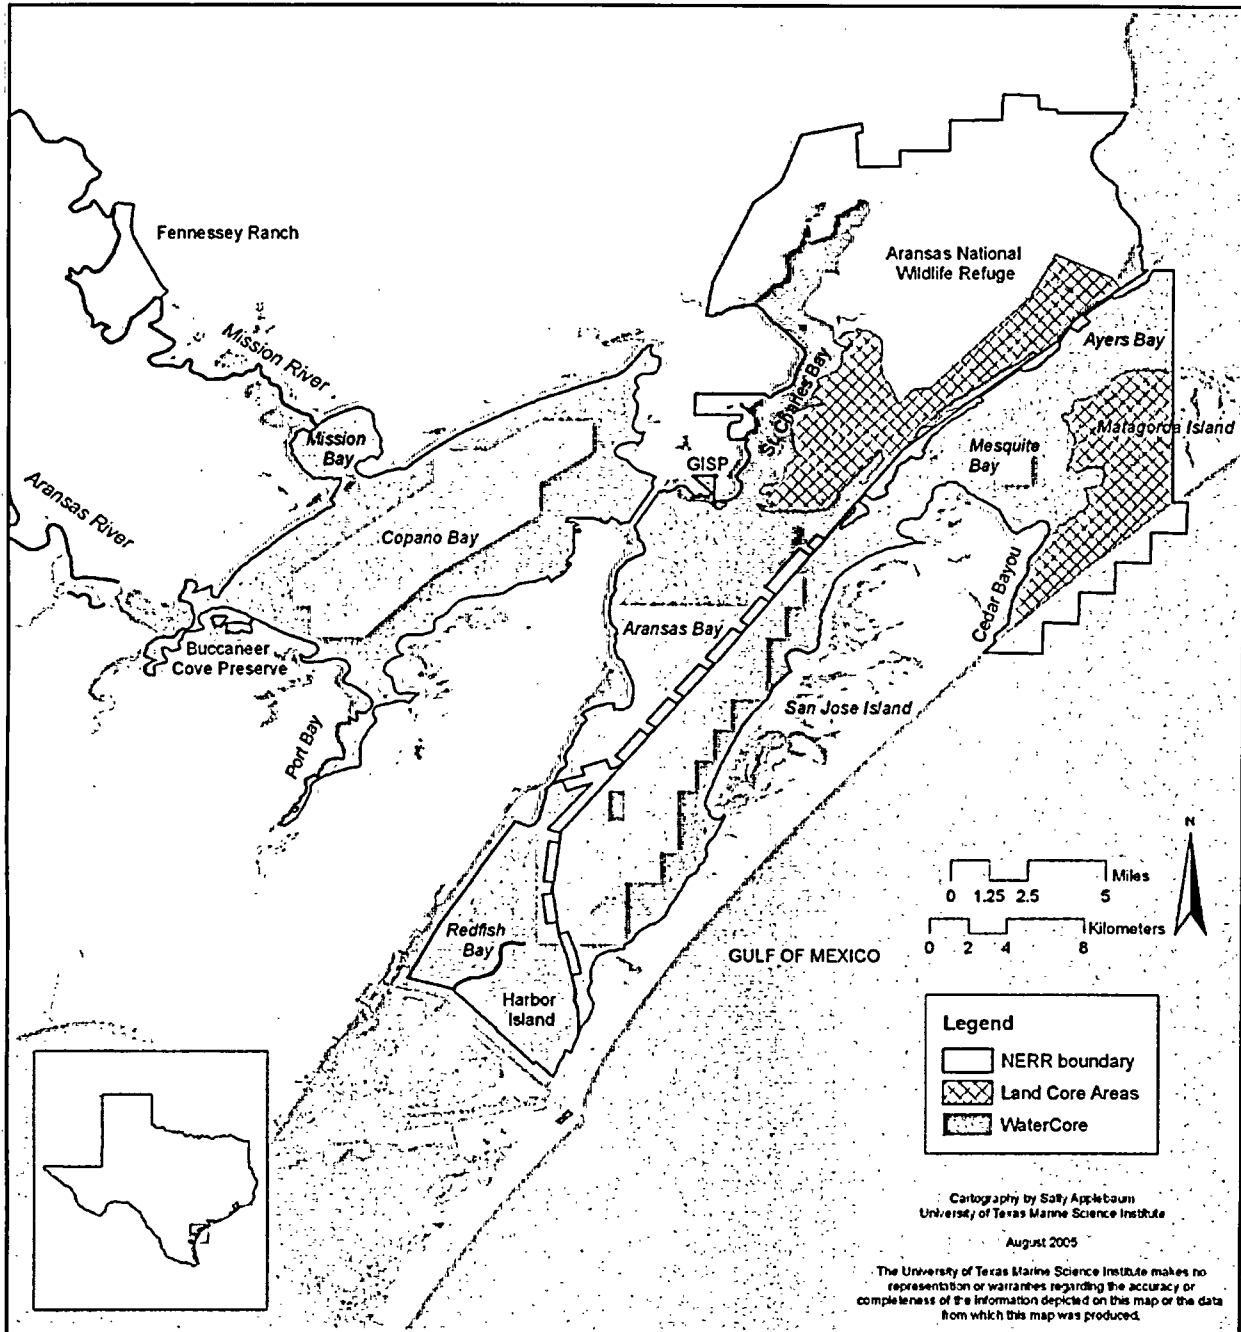 Fennessey Ranch
Aransas National
Wildlife Refuge
Mission River
Ayers Bay
St. Charles Bay
Mission
Bay
Matagorda Island
Mesquite
Bay
GISP
Aransas River
Copano Bay
Cedar Bayou
Aransas Bay
Buccaneer
Cove Preserve
Port Bay
San Jose Island
N
Miles
0 1.25 2.5 5
Kilometers
0 2 4 8
Redfish
Bay
GULF OF MEXICO
Harbor
Island
Legend
NERR boundary
Land Core Areas
WaterCore
Cartography by Sally Applebaum
University of Texas Marine Science Institute
August 2005
The University of Texas Marine Science Institute makes no
representation or warranties regarding the accuracy or
completeness of the information depicted on this map or the data
from which this map was produced.